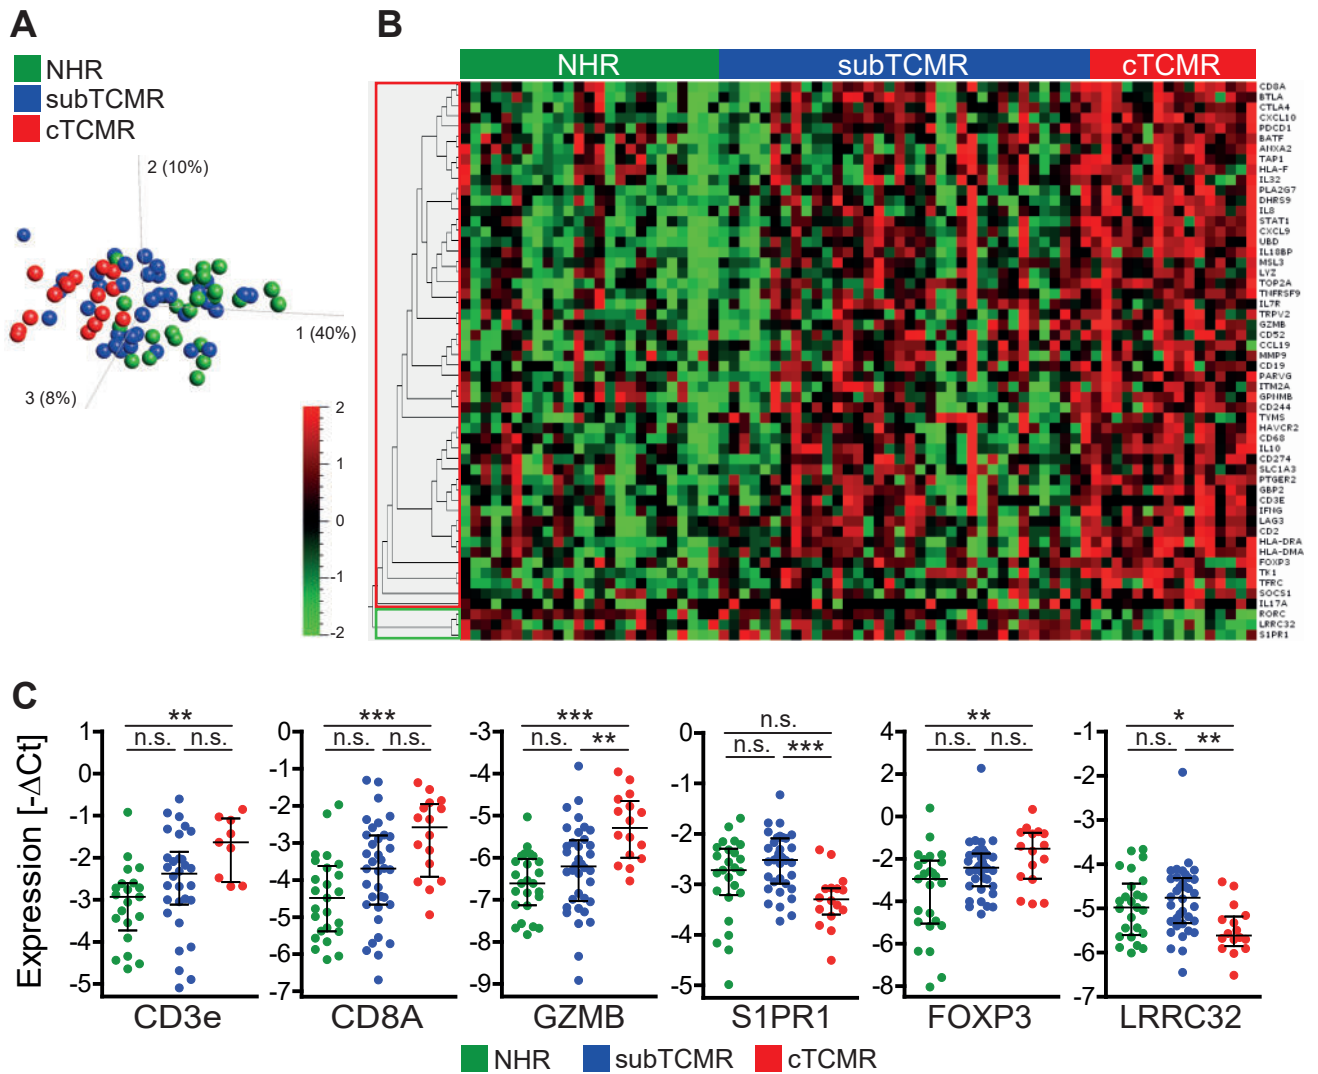 A
NHR
subTCMR
cTCMR
2 (10%)
1 (40%)
3 (8%)
2
1
0
-1
-2
B
NHR subTCMR cTCMR
CD8A
BTLA
CTLA4
CXCL10
PDCD1
BATF
ANXA2
TAP1
HLA-F
IL32
PLA2G7
DHRS9
IL8
STAT1
CXCL9
UBD
IL18BP
MSL3
LYZ
TOP2A
TNFRSF9
IL7R
TRPV2
GZMB
CD52
CCL19
MMP9
CD19
PARVG
ITM2A
GPNMB
CD244
TYMS
HAVCR2
CD68
IL10
CD274
SLC1A3
PTGER2
GBP2
CD3E
IFNG
LAG3
CD2
HLA-DRA
HLA-DMA
FOXP3
TK1
TFRC
SOCS1
IL17A
RORC
LRRC32
S1PR1
C
Expression [-ΔCt]
**
n.s. n.s.
1
0
-1
-2
-3
-4
-5
CD3e
***
n.s. n.s.
0
-1
-2
-3
-4
-5
-6
-7
CD8A
***
n.s. **
-3
-4
-5
-6
-7
-8
-9
GZMB
n.s.
n.s. ***
0
-1
-2
-3
-4
-5
S1PR1
**
n.s. n.s.
4
2
0
-2
-4
-6
-8
FOXP3
*
n.s. **
-1
-2
-3
-4
-5
-6
-7
LRRC32
NHR subTCMR cTCMR